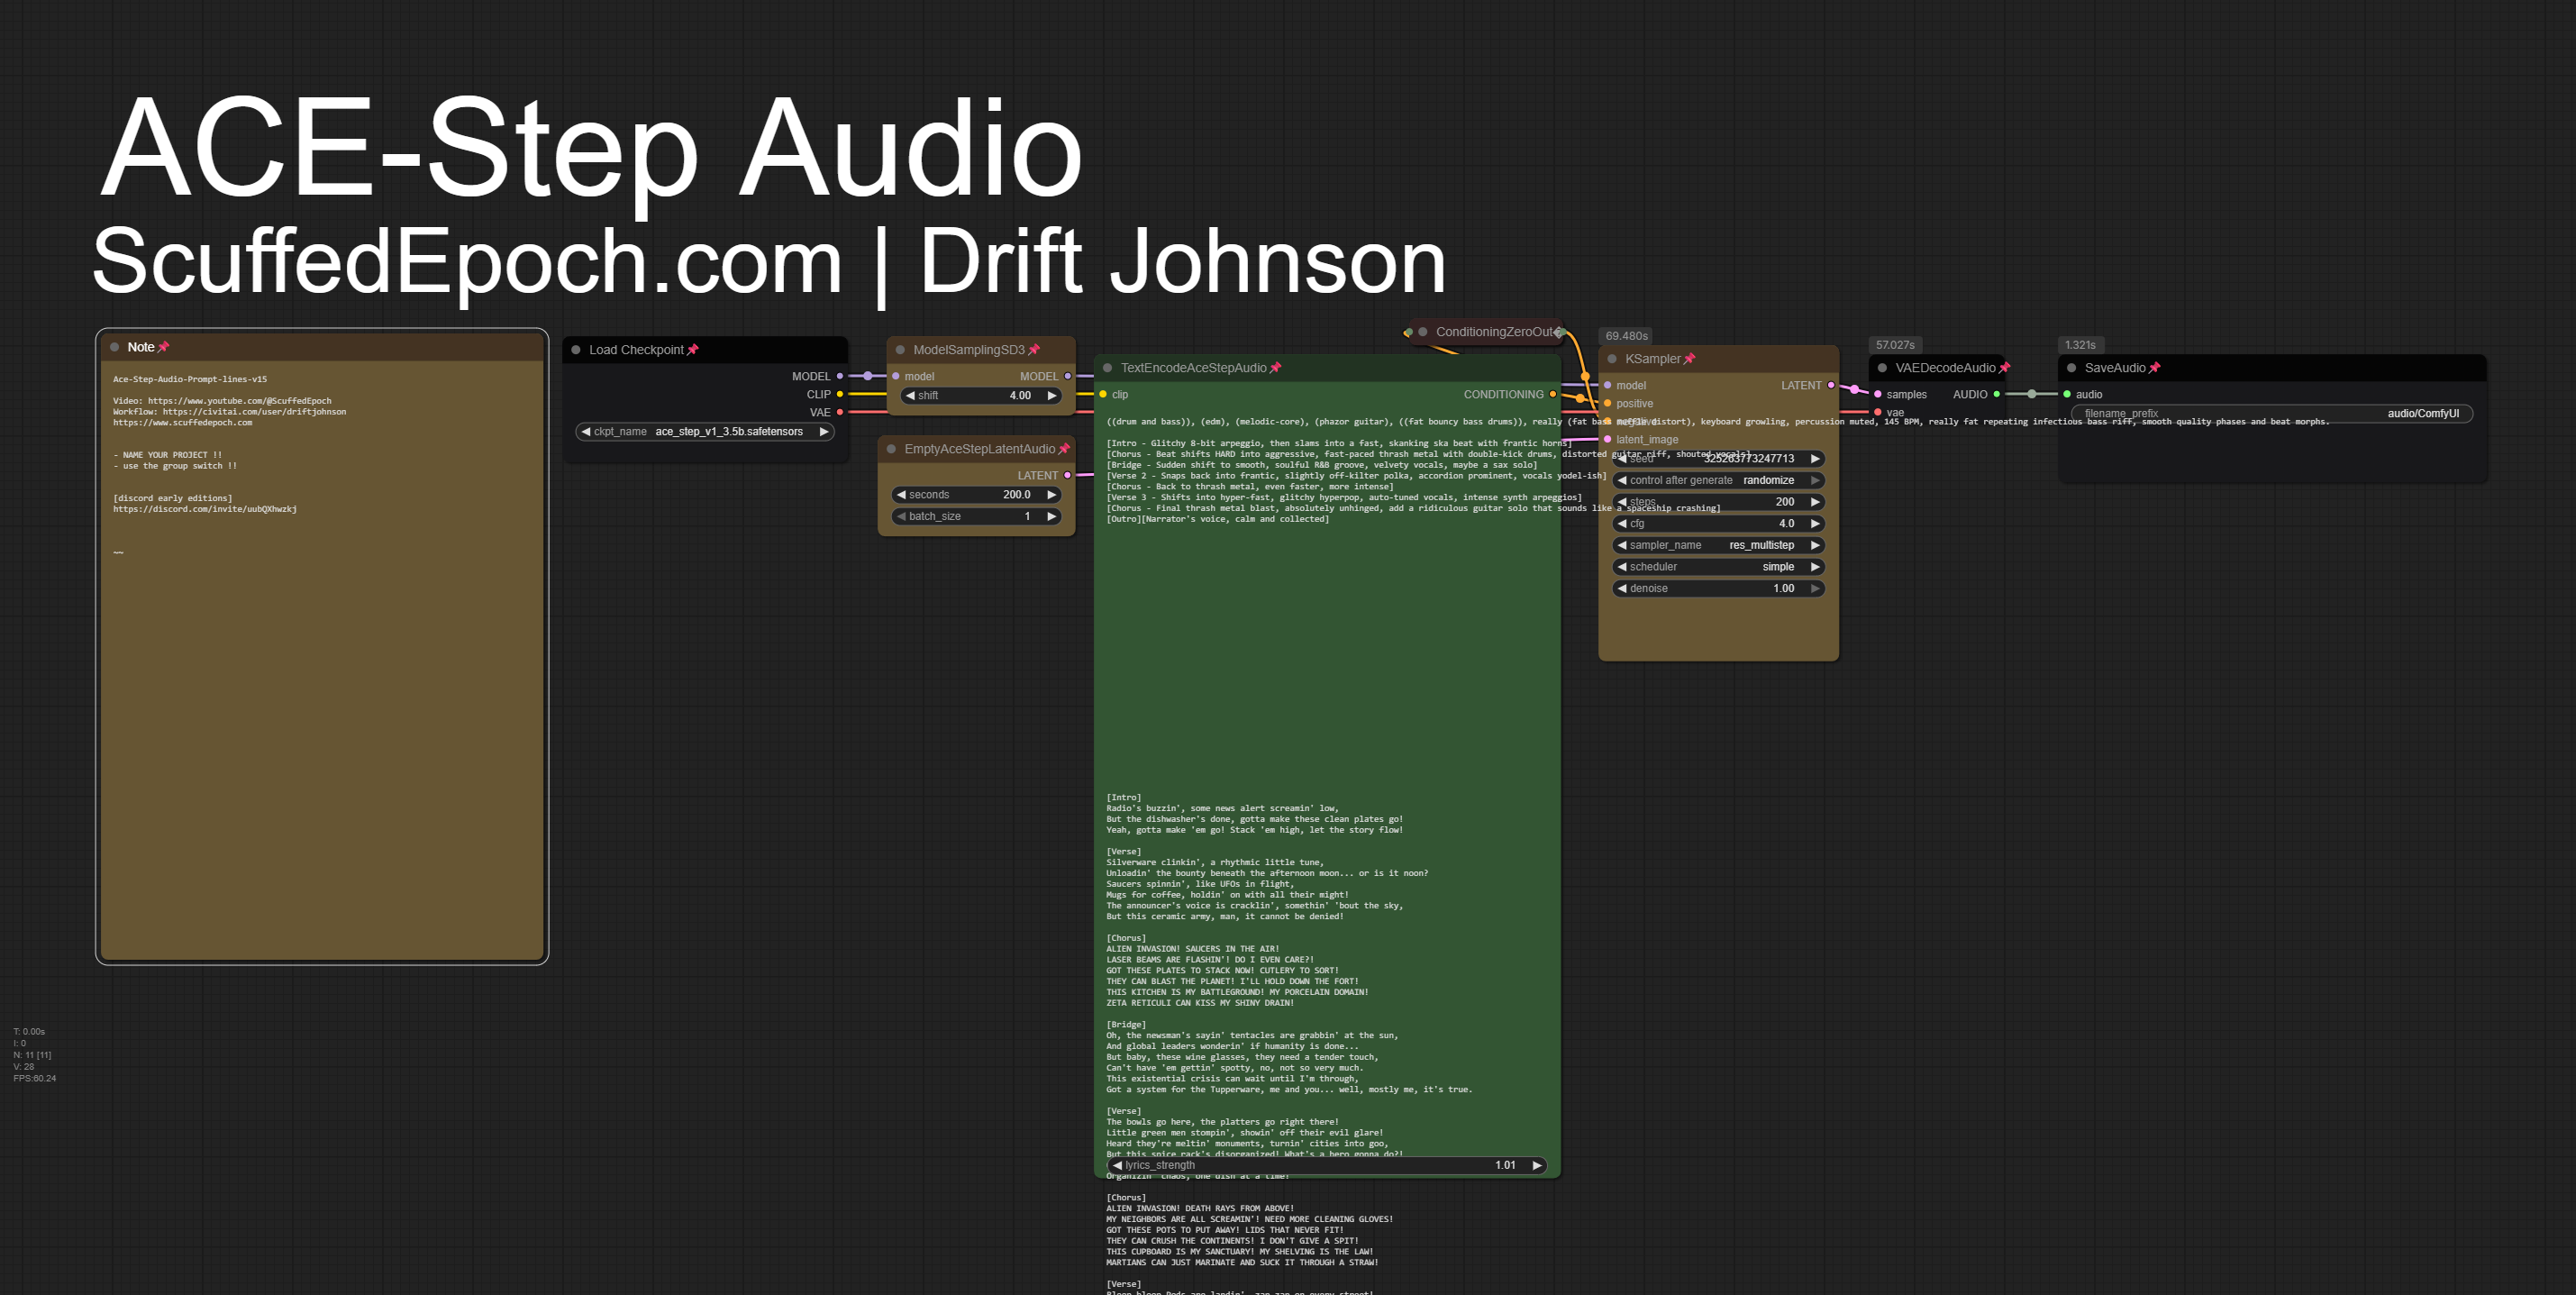 ACE-Step Audio
ScuffedEpoch.com | Drift Johnson
Note
Ace-Step-Audio-Prompt-lines-v15
Video: https://www.youtube.com/@ScuffedEpoch
Workflow: https://civitai.com/user/driftjohnson
https://www.scuffedepoch.com
- NAME YOUR PROJECT !!
- use the group switch !!
[discord early editions]
https://discord.com/invite/uubQXhwzkj
~~
Load Checkpoint
MODEL
CLIP
VAE
ckpt_name ace_step_v1_3.5b.safetensors
ModelSamplingSD3
model MODEL
shift 4.00
EmptyAceStepLatentAudio
LATENT
seconds 200.0
batch_size 1
ConditioningZeroOut
TextEncodeAceStepAudio
clip CONDITIONING
((drum and bass)), (edm), (melodic-core), (phazor guitar), ((fat bouncy bass drums)), really (fat bass muffle distort), keyboard growling, percussion muted, 145 BPM, really fat repeating infectious bass riff, smooth quality phases and beat morphs.
[Intro - Glitchy 8-bit arpeggio, then slams into a fast, skanking ska beat with frantic horns]
[Chorus - Beat shifts HARD into aggressive, fast-paced thrash metal with double-kick drums, distorted guitar riff, shouted vocals]
[Bridge - Sudden shift to smooth, soulful R&B groove, velvety vocals, maybe a sax solo]
[Verse 2 - Snaps back into frantic, slightly off-kilter polka, accordion prominent, vocals yodel-ish]
[Chorus - Back to thrash metal, even faster, more intense]
[Verse 3 - Shifts into hyper-fast, glitchy hyperpop, auto-tuned vocals, intense synth arpeggios]
[Chorus - Final thrash metal blast, absolutely unhinged, add a ridiculous guitar solo that sounds like a spaceship crashing]
[Outro][Narrator's voice, calm and collected]
[Intro]
Radio's buzzin', some news alert screamin' low,
But the dishwasher's done, gotta make these clean plates go!
Yeah, gotta make 'em go! Stack 'em high, let the story flow!
[Verse]
Silverware clinkin', a rhythmic little tune,
Unloadin' the bounty beneath the afternoon moon... or is it noon?
Saucers spinnin', like UFOs in flight,
Mugs for coffee, holdin' on with all their might!
The announcer's voice is cracklin', somethin' 'bout the sky,
But this ceramic army, man, it cannot be denied!
[Chorus]
ALIEN INVASION! SAUCERS IN THE AIR!
LASER BEAMS ARE FLASHIN'! DO I EVEN CARE?!
GOT THESE PLATES TO STACK NOW! CUTLERY TO SORT!
THEY CAN BLAST THE PLANET! I'LL HOLD DOWN THE FORT!
THIS KITCHEN IS MY BATTLEGROUND! MY PORCELAIN DOMAIN!
ZETA RETICULI CAN KISS MY SHINY DRAIN!
[Bridge]
Oh, the newsman's sayin' tentacles are grabbin' at the sun,
And global leaders wonderin' if humanity is done...
But baby, these wine glasses, they need a tender touch,
Can't have 'em gettin' spotty, no, not so very much.
This existential crisis can wait until I'm through,
Got a system for the Tupperware, me and you... well, mostly me, it's true.
[Verse]
The bowls go here, the platters go right there!
Little green men stompin', showin' off their evil glare!
Heard they're meltin' monuments, turnin' cities into goo,
But this spice rack's disorganized! What's a hero gonna do?!
lyrics_strength 1.01
Organizin' chaos, one dish at a time!
[Chorus]
ALIEN INVASION! DEATH RAYS FROM ABOVE!
MY NEIGHBORS ARE ALL SCREAMIN'! NEED MORE CLEANING GLOVES!
GOT THESE POTS TO PUT AWAY! LIDS THAT NEVER FIT!
THEY CAN CRUSH THE CONTINENTS! I DON'T GIVE A SPIT!
THIS CUPBOARD IS MY SANCTUARY! MY SHELVING IS THE LAW!
MARTIANS CAN JUST MARINATE AND SUCK IT THROUGH A STRAW!
[Verse]
69.480s
KSampler
model LATENT
positive
negative
latent_image
seed 325263773247713
control after generate randomize
steps 200
cfg 4.0
sampler_name res_multistep
scheduler simple
denoise 1.00
57.027s
VAEDecodeAudio
samples AUDIO
vae
1.321s
SaveAudio
audio
filename_prefix audio/ComfyUI
T: 0.00s
I: 0
N: 11 [11]
V: 28
FPS:60.24